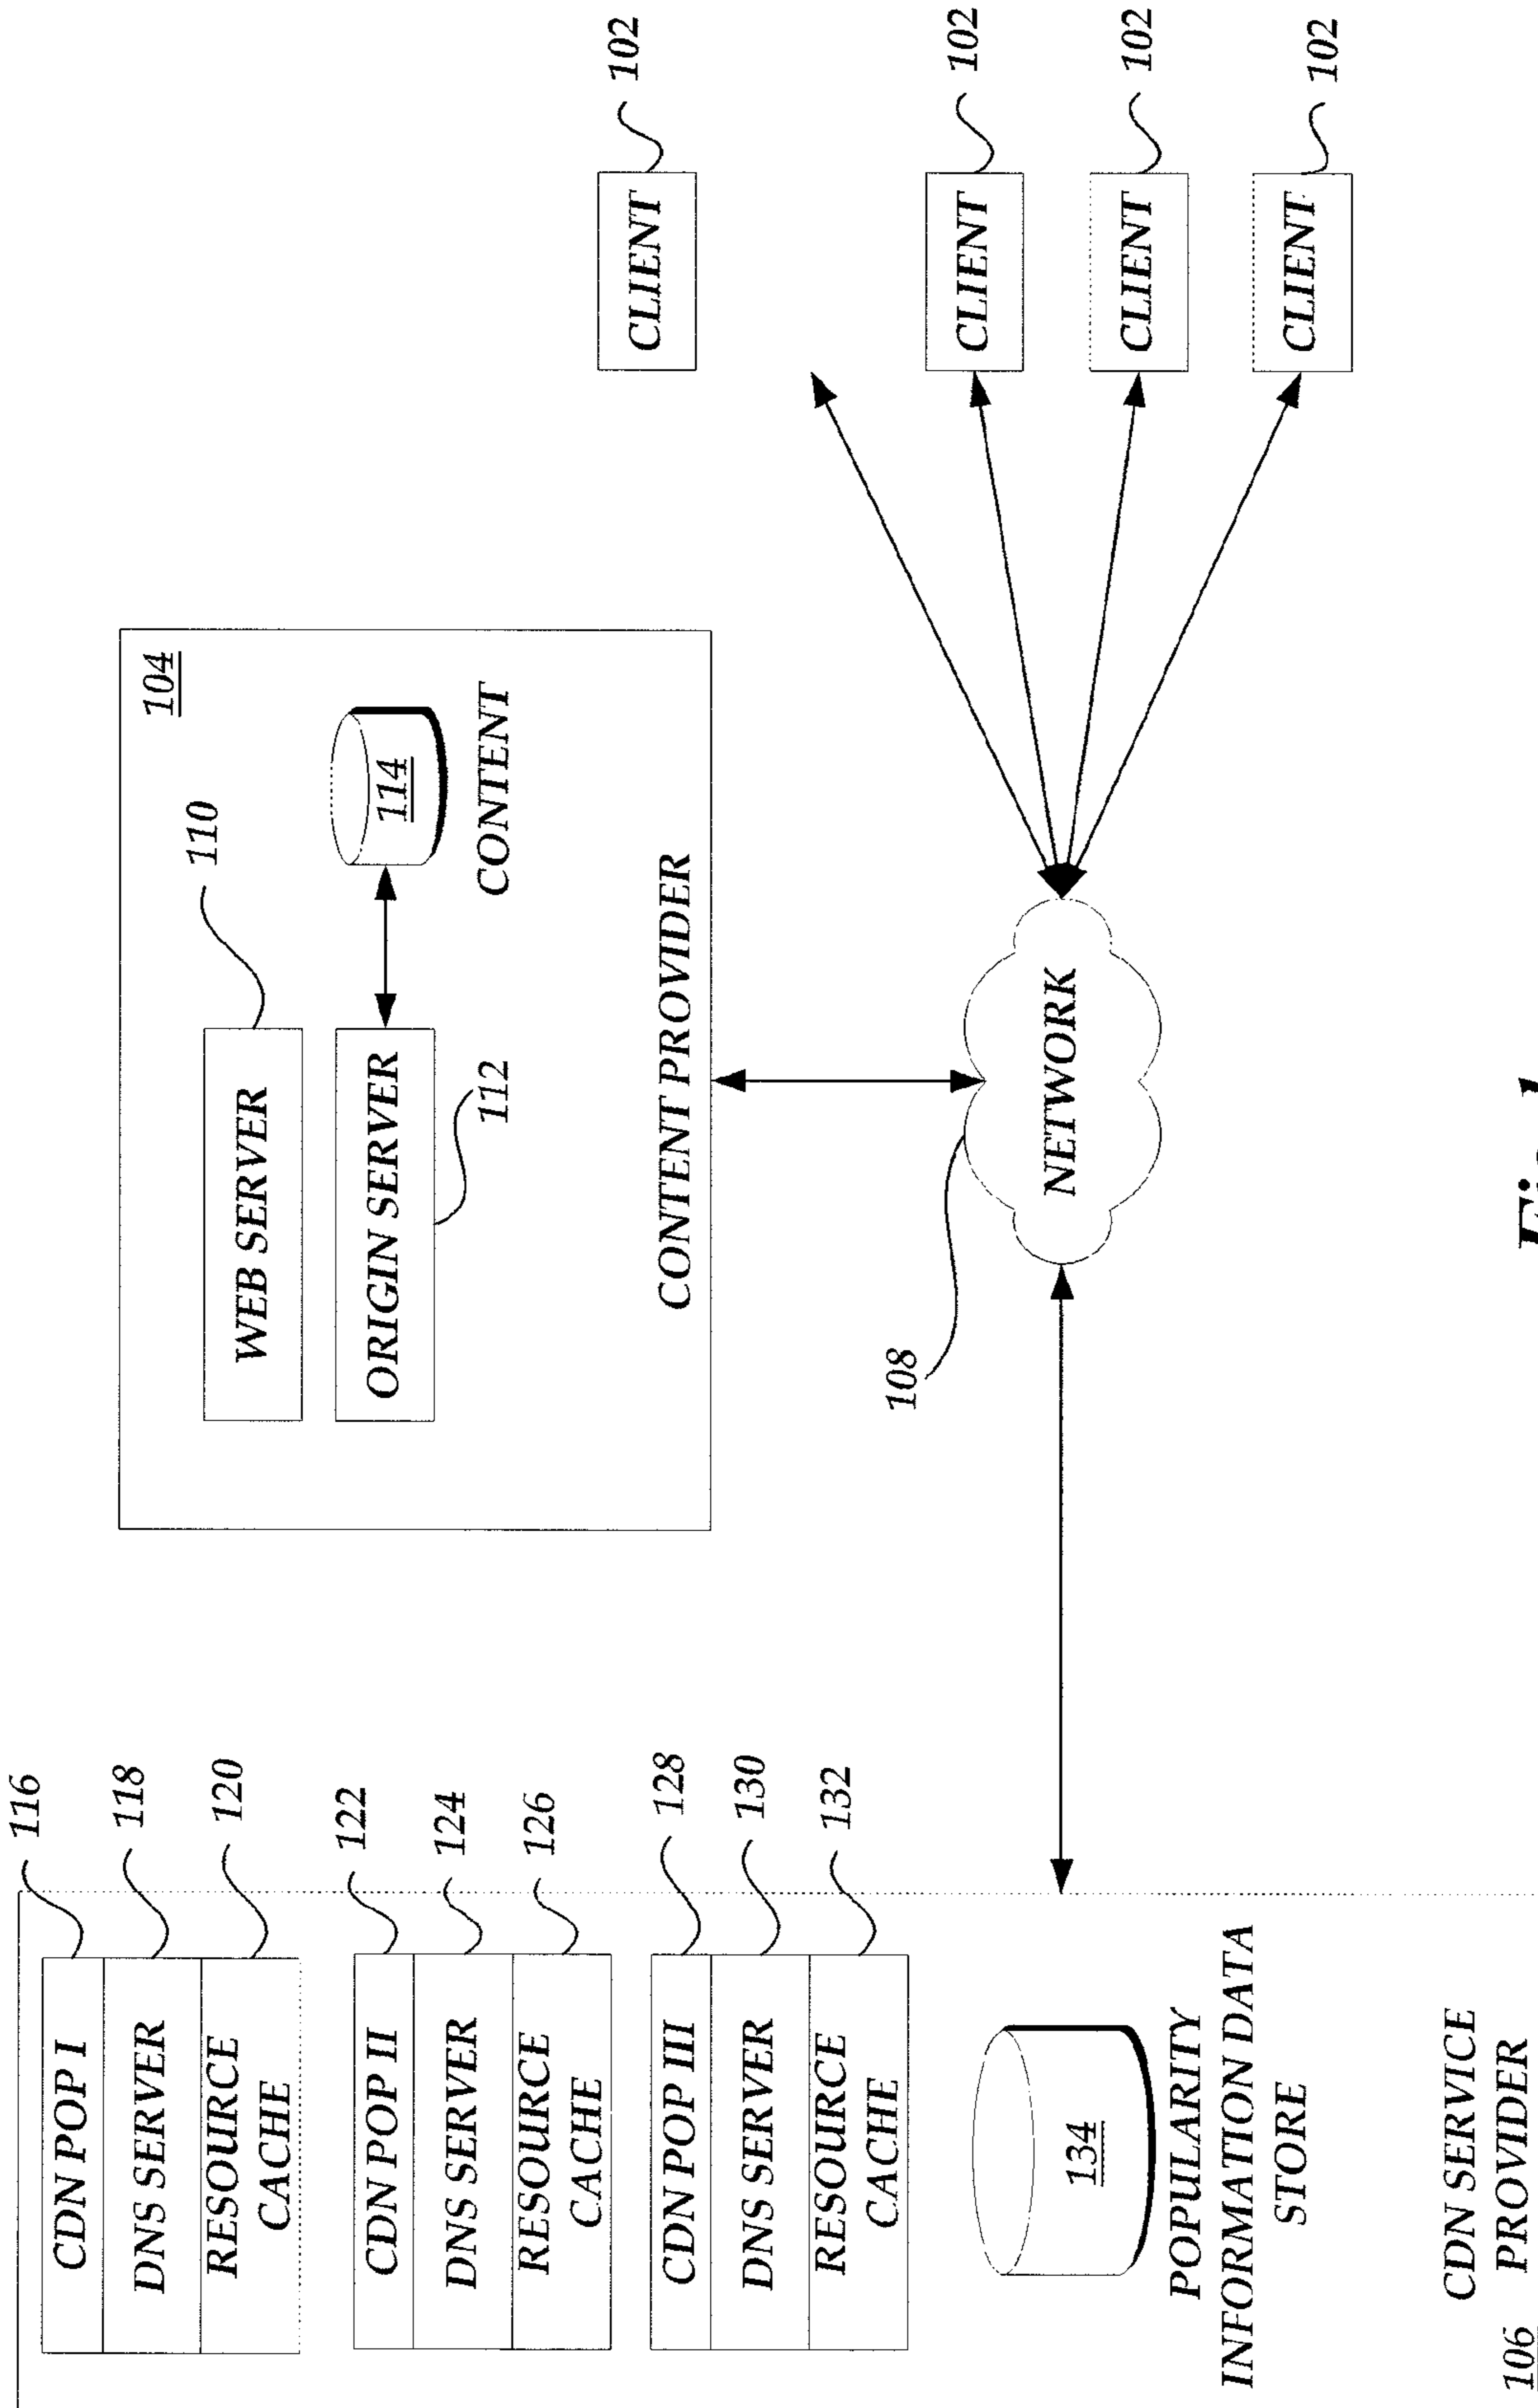 CDN POP I
116
DNS SERVER
118
RESOURCE
CACHE
120
CDN POP II
122
DNS SERVER
124
RESOURCE
CACHE
126
CDN POP III
128
DNS SERVER
130
RESOURCE
CACHE
132
134
POPULARITY
INFORMATION DATA
STORE
CDN SERVICE
106 PROVIDER
104
WEB SERVER
110
ORIGIN SERVER
112
114
CONTENT
CONTENT PROVIDER
108
NETWORK
CLIENT
102
CLIENT
102
CLIENT
102
CLIENT
102